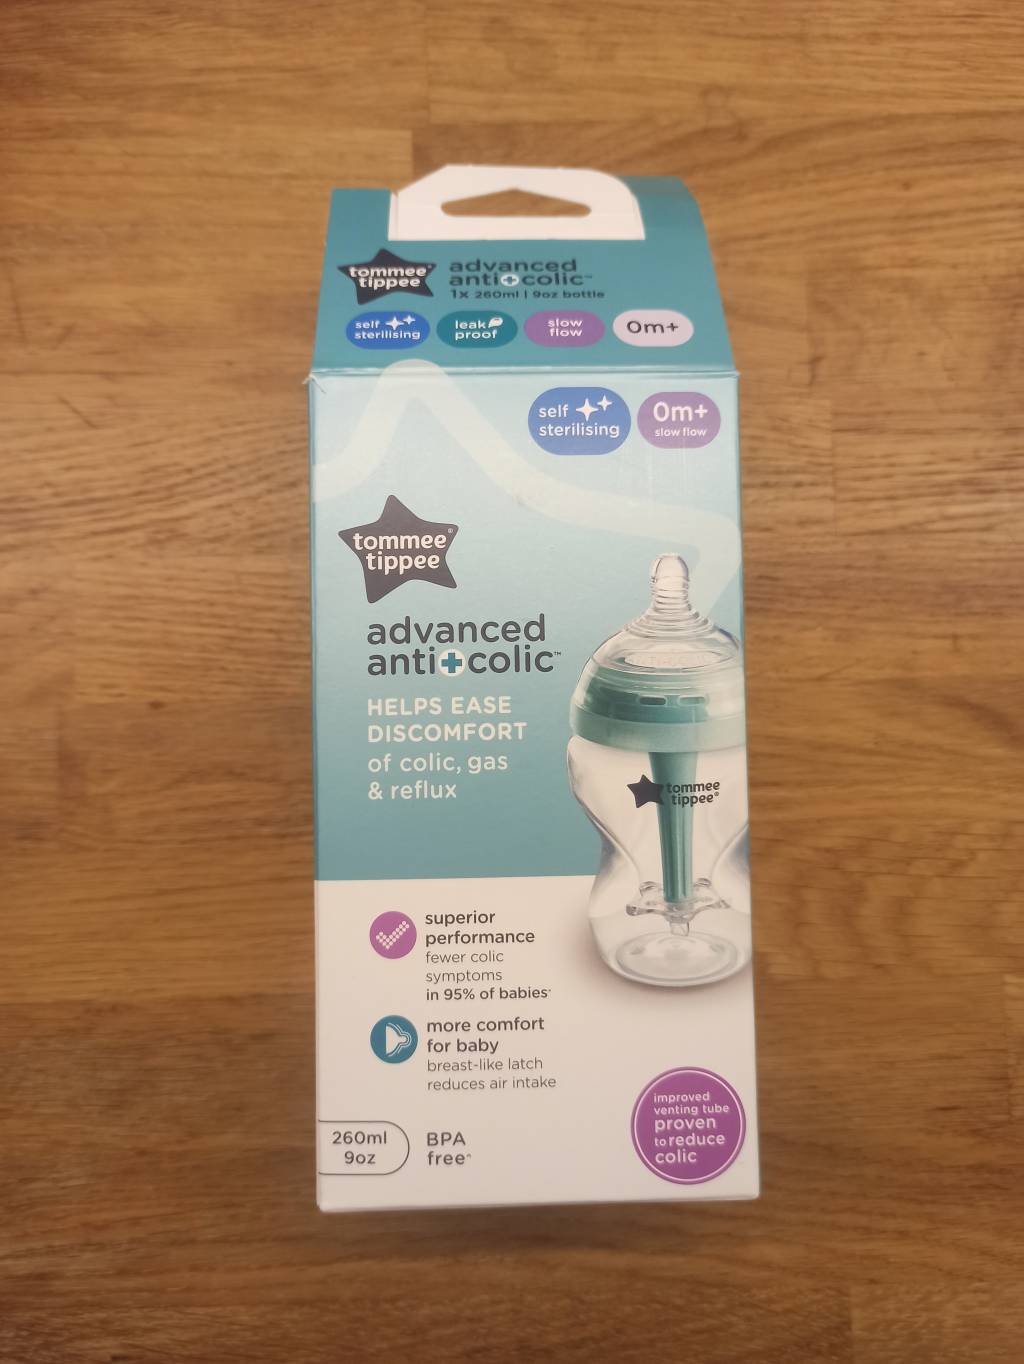 tommee®
tippee
advanced
anti+colic™
1x 260ml | 9oz bottle
self
sterilising
leak
proof
slow
flow
0m+
self
sterilising
0m+
slow flow
tommee®
tippee
advanced
anti+colic™
HELPS EASE
DISCOMFORT
of colic, gas
& reflux
tommee
tippee®
superior
performance
fewer colic
symptoms
in 95% of babies*
more comfort
for baby
breast-like latch
reduces air intake
improved
venting tube
proven
to reduce
colic
260ml
9oz
BPA
free^